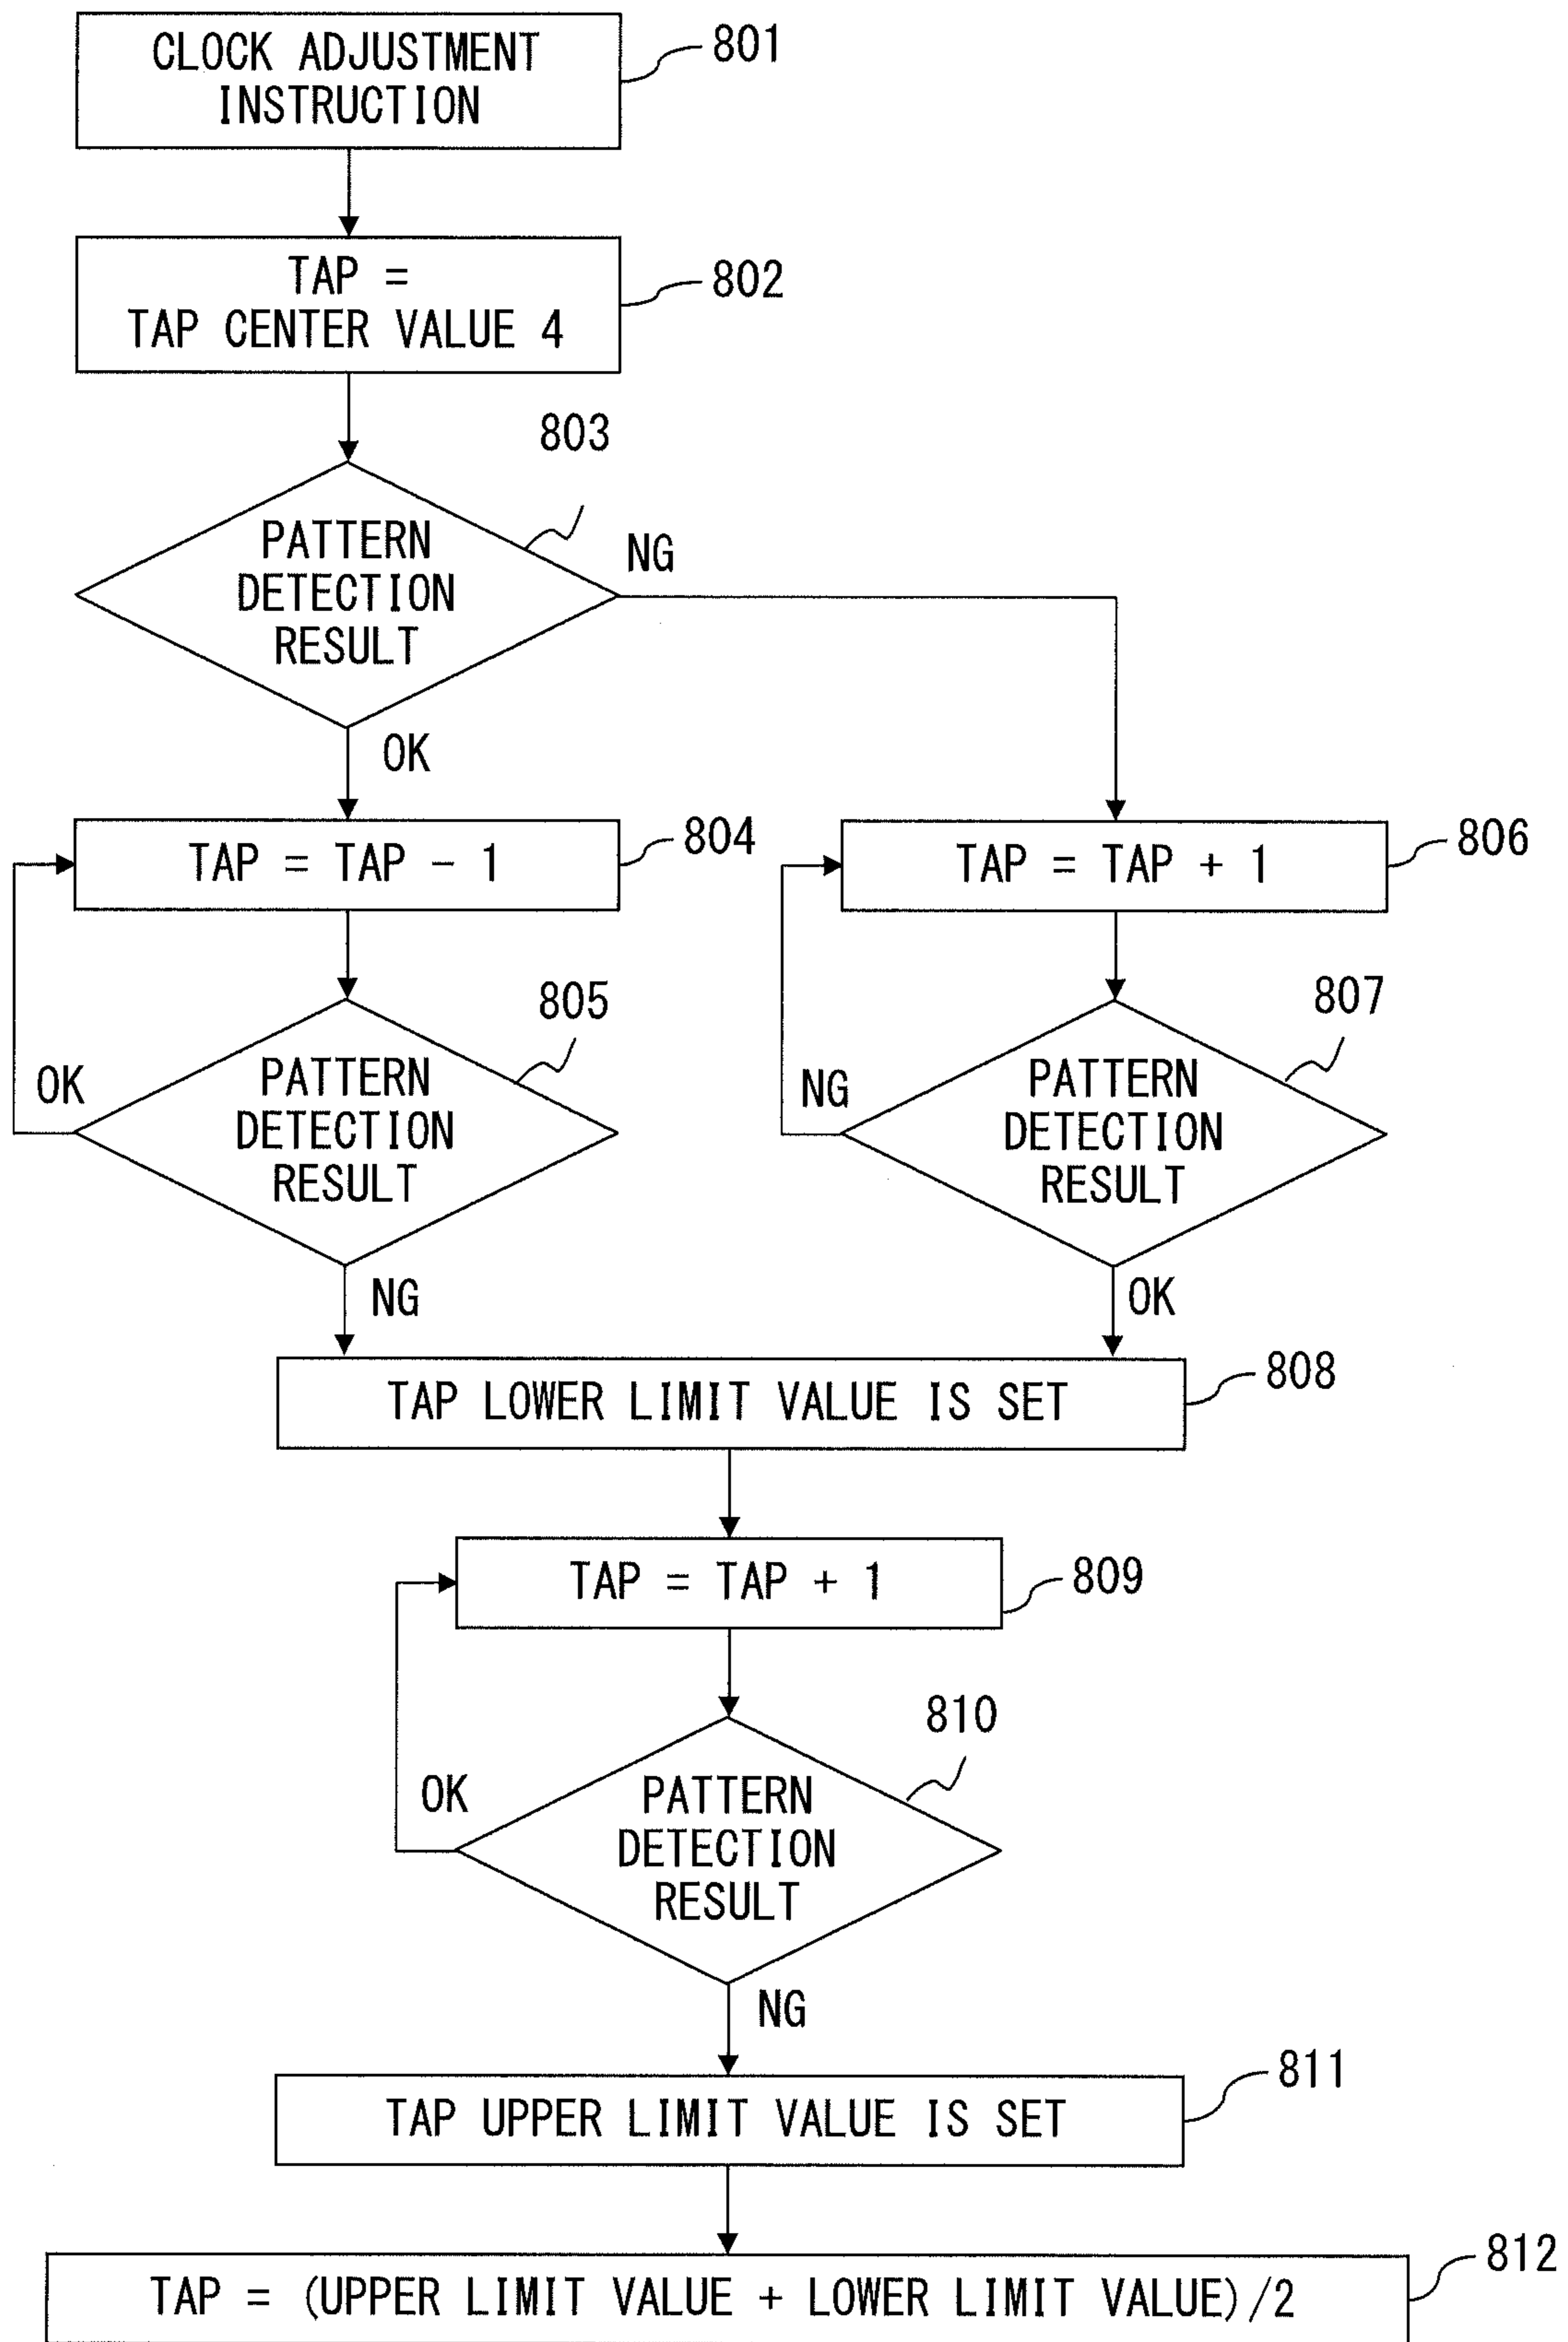 CLOCK ADJUSTMENT
INSTRUCTION
801
TAP =
TAP CENTER VALUE 4
802
803
PATTERN
DETECTION
RESULT
NG
OK
TAP = TAP - 1
804
TAP = TAP + 1
806
805
PATTERN
DETECTION
RESULT
OK
NG
807
PATTERN
DETECTION
RESULT
NG
OK
TAP LOWER LIMIT VALUE IS SET
808
TAP = TAP + 1
809
810
PATTERN
DETECTION
RESULT
OK
NG
TAP UPPER LIMIT VALUE IS SET
811
TAP = (UPPER LIMIT VALUE + LOWER LIMIT VALUE)/2
812